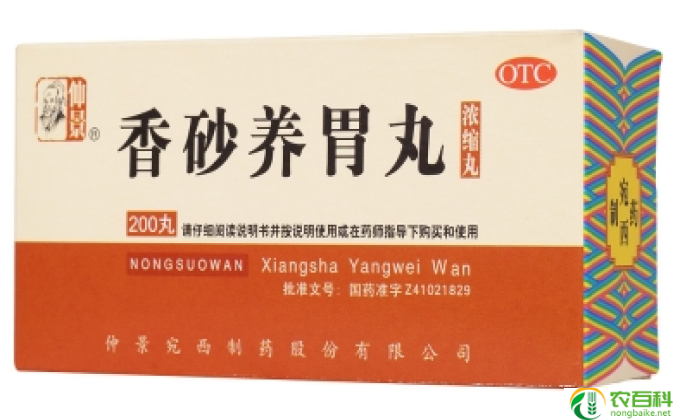 仲景
香砂养胃丸
浓缩丸
OTC
200丸 请仔细阅读说明书并按说明使用或在药师指导下购买和使用
NONGSUOWAN Xiangsha Yangwei Wan
批准文号：国药准字Z41021829
仲景宛西制药股份有限公司
宛西
制药
农百科
nongbaike.net